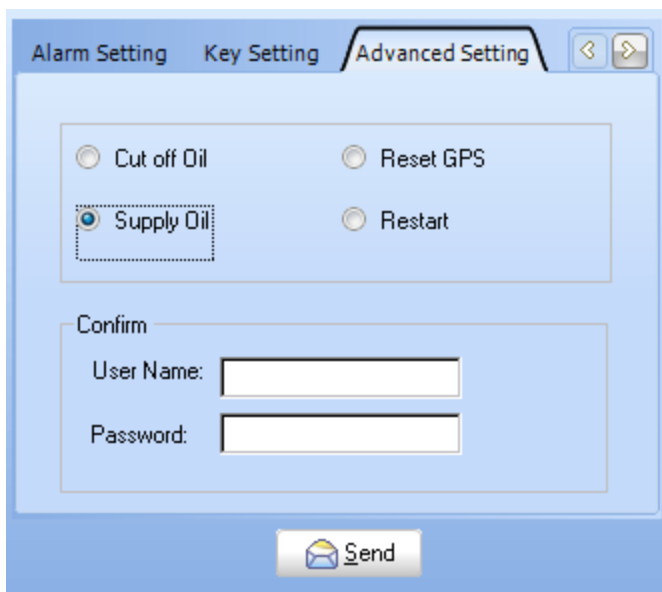 Alarm Setting Key Setting Advanced Setting
Cut off Oil Reset GPS
Supply Oil Restart
Confirm
User Name:
Password:
Send